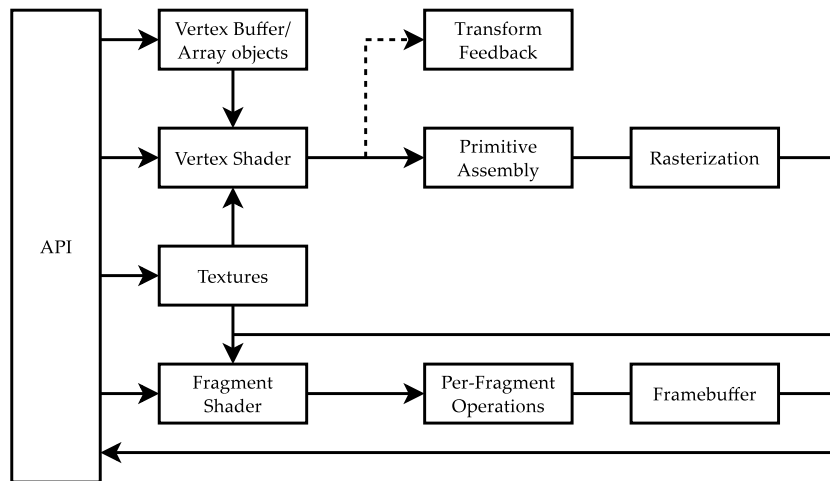 Vertex Buffer/
Array objects
Transform
Feedback
Vertex Shader
Primitive
Assembly
Rasterization
API
Textures
Fragment
Shader
Per-Fragment
Operations
Framebuffer